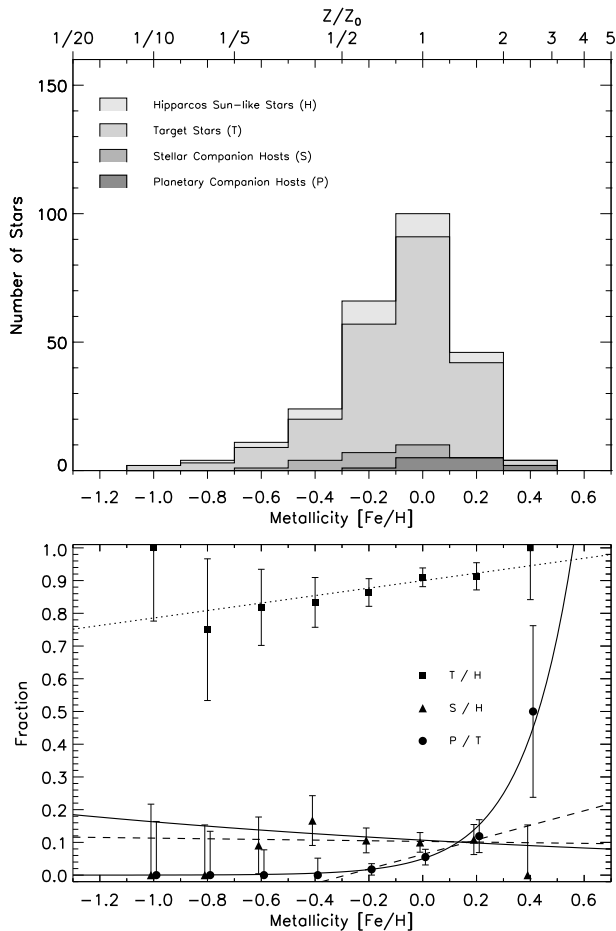 Z/Z0
1/20 1/10 1/5 1/2 1 2 3 4 5
150
100
50
0
Number of Stars
Hipparcos Sun-like Stars (H)
Target Stars (T)
Stellar Companion Hosts (S)
Planetary Companion Hosts (P)
-1.2 -1.0 -0.8 -0.6 -0.4 -0.2 0.0 0.2 0.4 0.6
Metallicity [Fe/H]
1.0
0.9
0.8
0.7
0.6
0.5
0.4
0.3
0.2
0.1
0.0
Fraction
T / H
S / H
P / T
-1.2 -1.0 -0.8 -0.6 -0.4 -0.2 0.0 0.2 0.4 0.6
Metallicity [Fe/H]